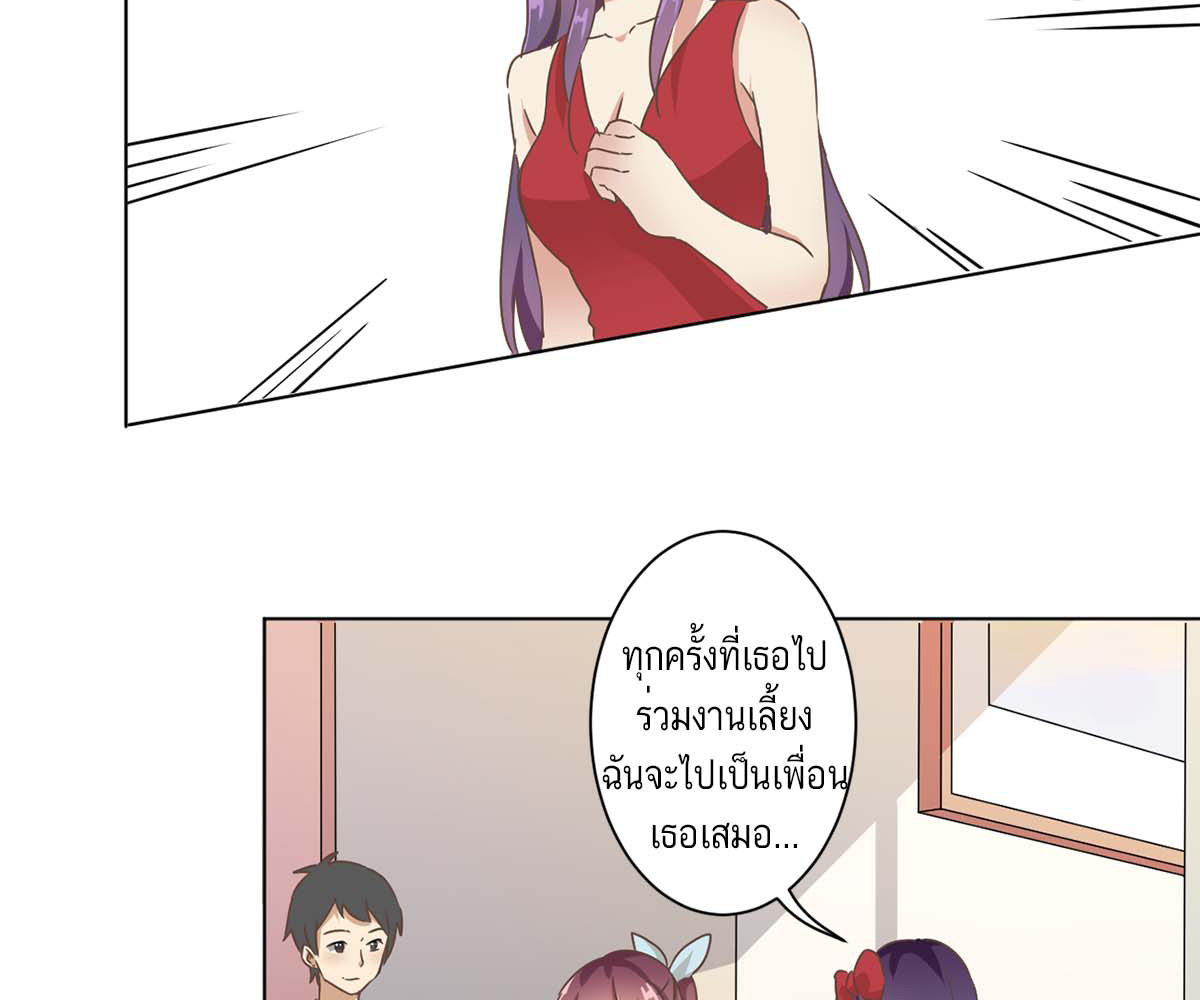 ทุกครั้งที่เธอไป
ร่วมงานเลี้ยง
ฉันจะไปเป็นเพื่อน
เธอเสมอ...